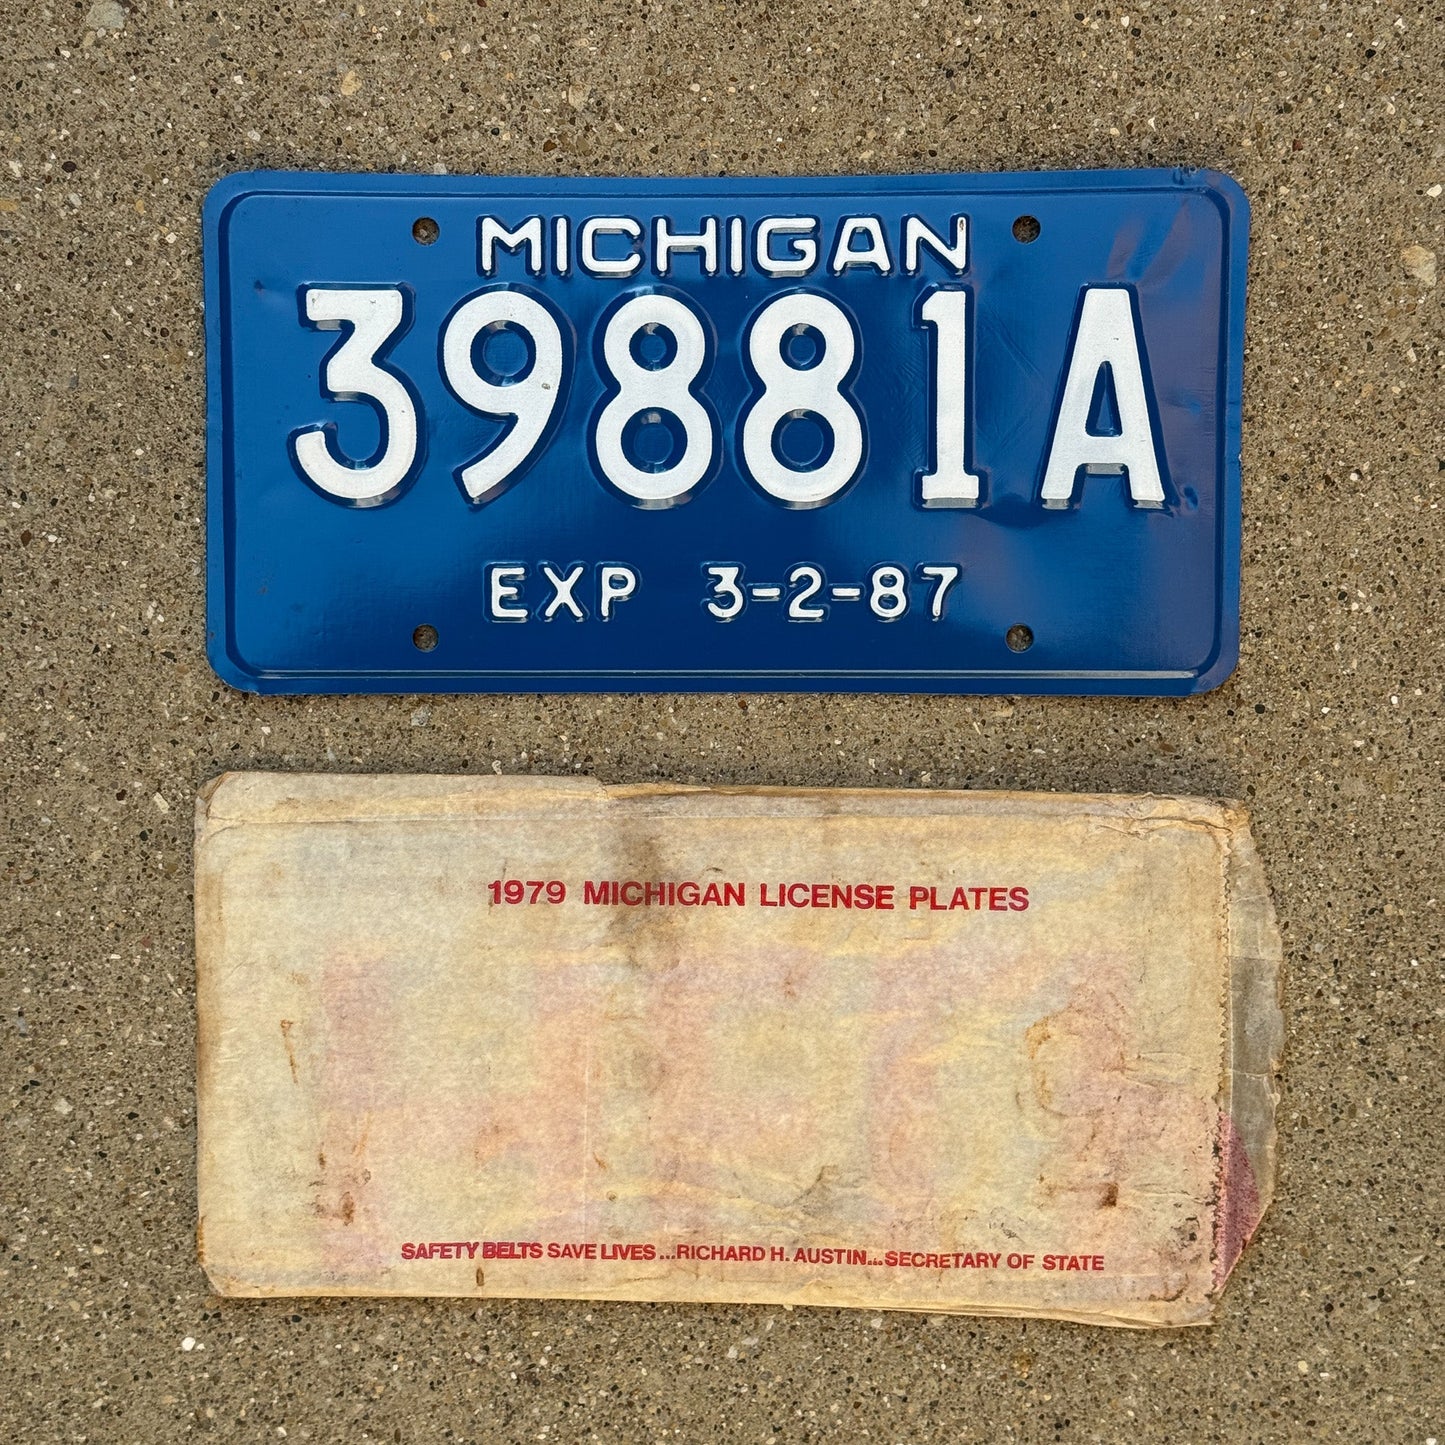 MICHIGAN
39881A
EXP 3-2-87
1979 MICHIGAN LICENSE PLATES
SAFETY BELTS SAVE LIVES...RICHARD H. AUSTIN...SECRETARY OF STATE